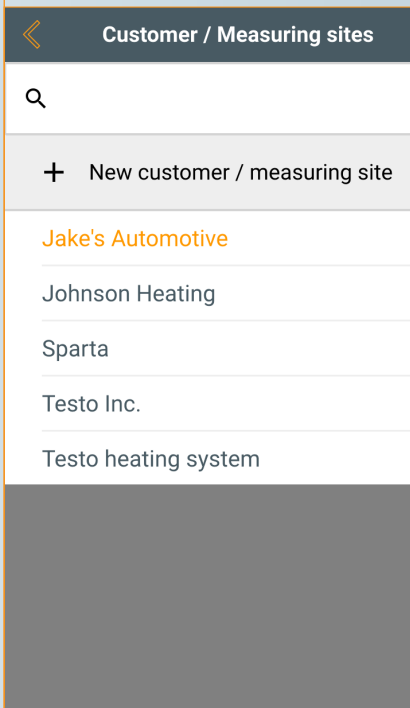 Customer / Measuring sites
New customer / measuring site
Jake's Automotive
Johnson Heating
Sparta
Testo Inc.
Testo heating system